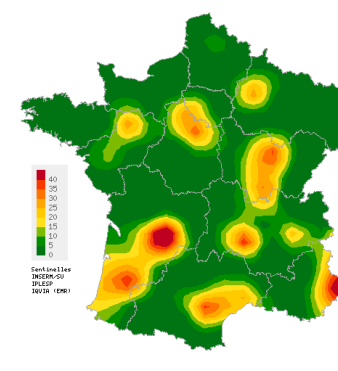 40
35
30
25
20
15
10
5
0
Sentinelles
INSERM/SU
IPLESP
IQVIA (EMR)